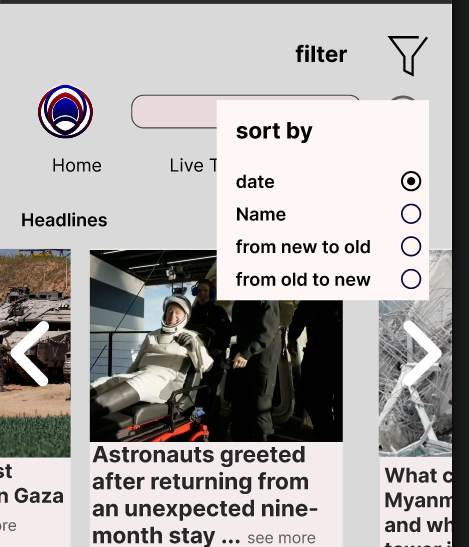 filter
sort by
Home
Live T
date
Name
Headlines
from new to old
from old to new
Astronauts greeted
after returning from
an unexpected nine-
month stay ... see more
st
n Gaza
ore
What c
Myanm
and wh
tower i